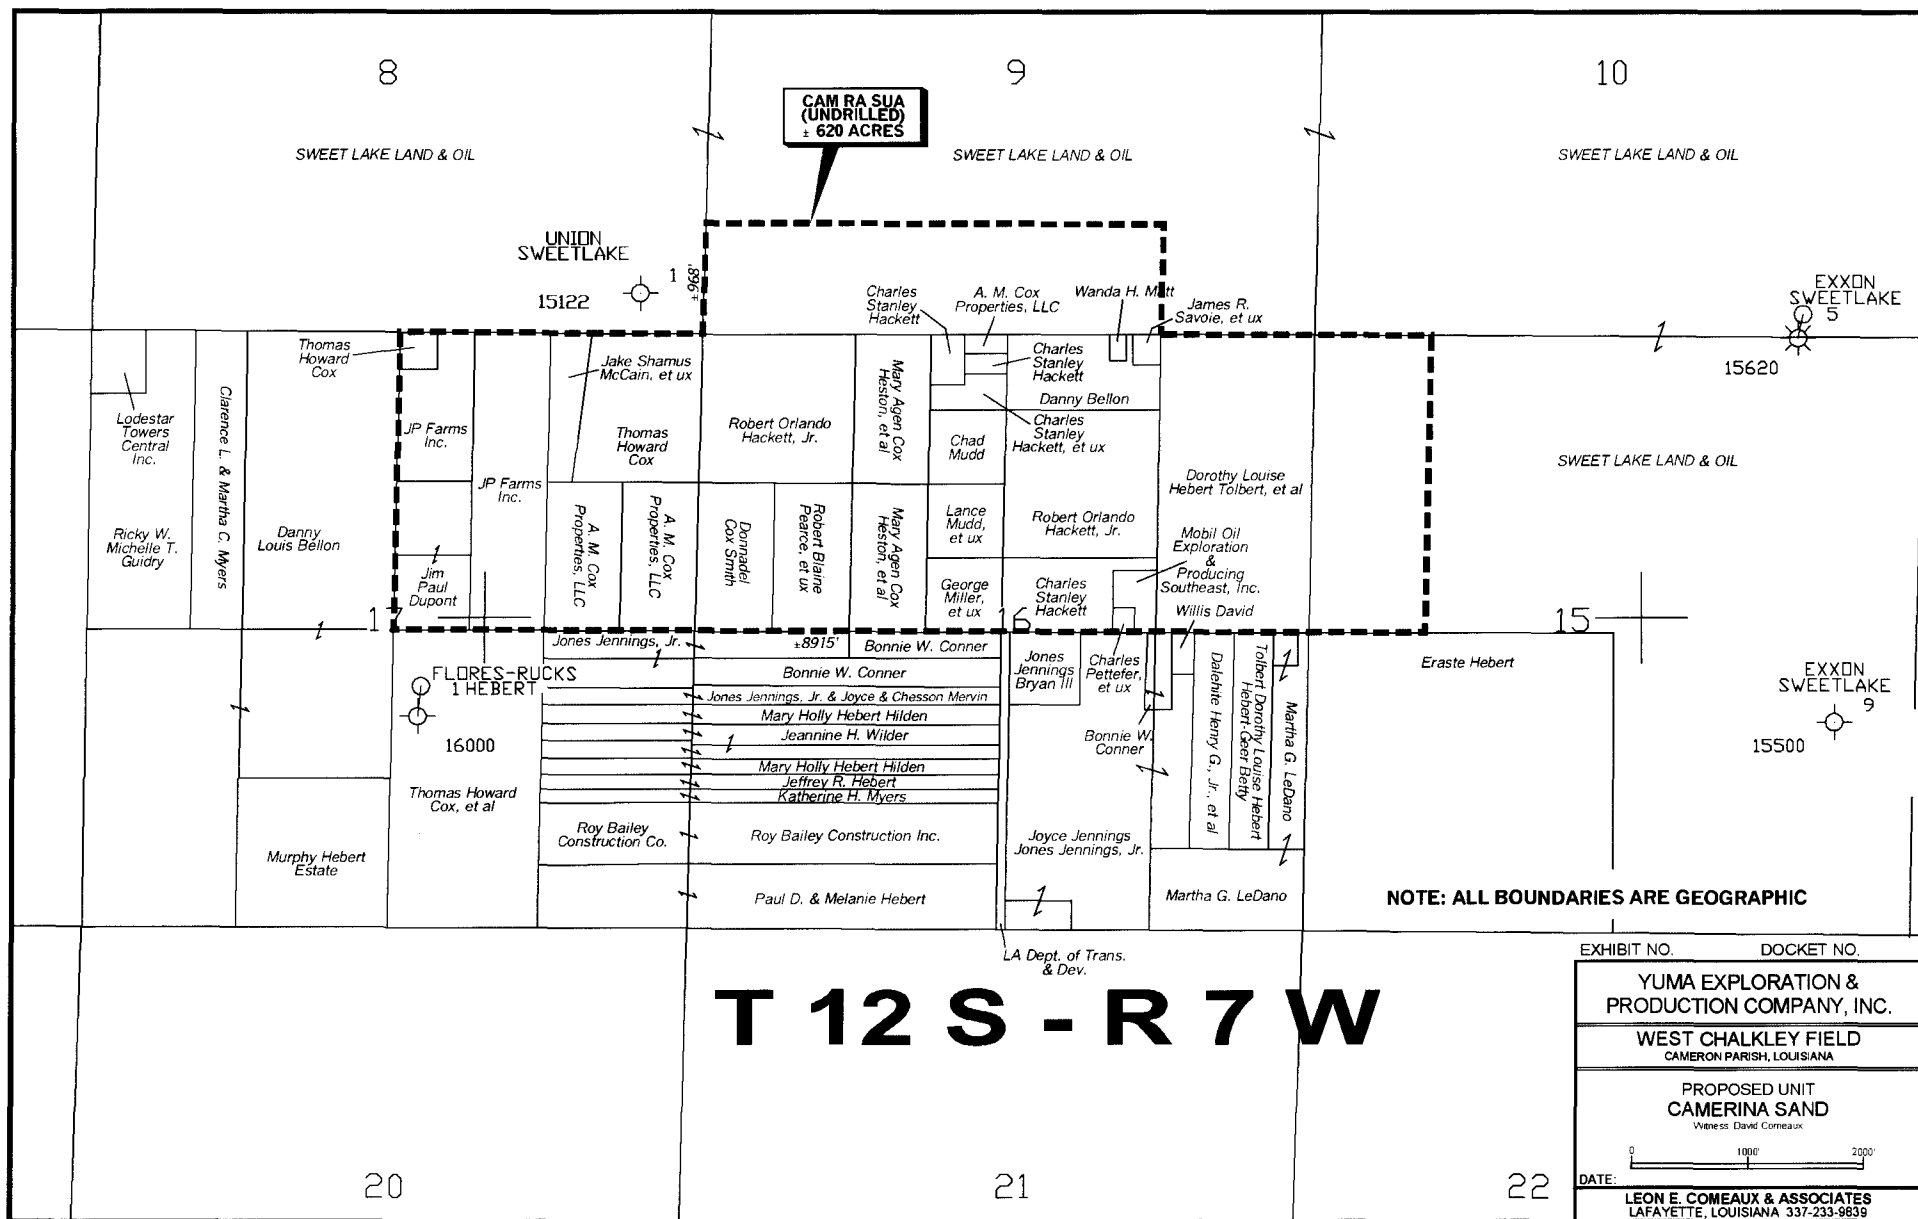 8
9
10
CAM RA SUA
(UNDRILLED)
± 620 ACRES
SWEET LAKE LAND & OIL
SWEET LAKE LAND & OIL
SWEET LAKE LAND & OIL
UNION
SWEETLAKE
1
15122
± 968'
Charles
Stanley
Hackett
A. M. Cox
Properties, LLC
Wanda H. Matt
James R.
Savoie, et ux
EXXON
SWEETLAKE
5
15620
Thomas
Howard
Cox
Jake Shamus
McCain, et ux
Charles
Stanley
Hackett
Danny Bellon
Lodestar
Towers
Central
Inc.
Clarence L. & Martha C. Myers
JP Farms
Inc.
Thomas
Howard
Cox
Robert Orlando
Hackett, Jr.
Mary Agen Cox
Heston, et al
Chad
Mudd
Charles
Stanley
Hackett, et ux
SWEET LAKE LAND & OIL
Dorothy Louise
Hebert Tolbert, et al
JP Farms
Inc.
Ricky W.
Michelle T.
Guidry
Danny
Louis Bellon
A. M. Cox
Properties, LLC
A. M. Cox
Properties, LLC
Donnadel
Cox Smith
Robert Blaine
Pearce, et ux
Mary Agen Cox
Heston, et al
Lance
Mudd,
et ux
Robert Orlando
Hackett, Jr.
Mobil Oil
Exploration
&
Producing
Southeast, Inc.
Jim
Paul
Dupont
George
Miller,
et ux
Charles
Stanley
Hackett
Willis David
17
16
15
Jones Jennings, Jr.
±8915'
Bonnie W. Conner
FLORES-RUCKS
1 HEBERT
16000
Bonnie W. Conner
Jones Jennings, Jr. & Joyce & Chesson Mervin
Mary Holly Hebert Hilden
Jeannine H. Wilder
Mary Holly Hebert Hilden
Jeffrey R. Hebert
Katherine H. Myers
Jones
Jennings
Bryan III
Charles
Pettefer,
et ux
Bonnie W.
Conner
Dalehite Henry G., Jr., et al
Tolbert Dorothy Louise Hebert
Hebert-Geer Betty
Martha G. LeDano
Eraste Hebert
EXXON
SWEETLAKE
9
15500
Thomas Howard
Cox, et al
Murphy Hebert
Estate
Roy Bailey
Construction Co.
Roy Bailey Construction Inc.
Joyce Jennings
Jones Jennings, Jr.
Paul D. & Melanie Hebert
Martha G. LeDano
NOTE: ALL BOUNDARIES ARE GEOGRAPHIC
LA Dept. of Trans.
& Dev.
T 12 S - R 7 W
20
21
22
EXHIBIT NO. DOCKET NO.
YUMA EXPLORATION &
PRODUCTION COMPANY, INC.
WEST CHALKLEY FIELD
CAMERON PARISH, LOUISIANA
PROPOSED UNIT
CAMERINA SAND
Witness David Comeaux
0 1000' 2000'
DATE:
LEON E. COMEAUX & ASSOCIATES
LAFAYETTE, LOUISIANA 337-233-9839